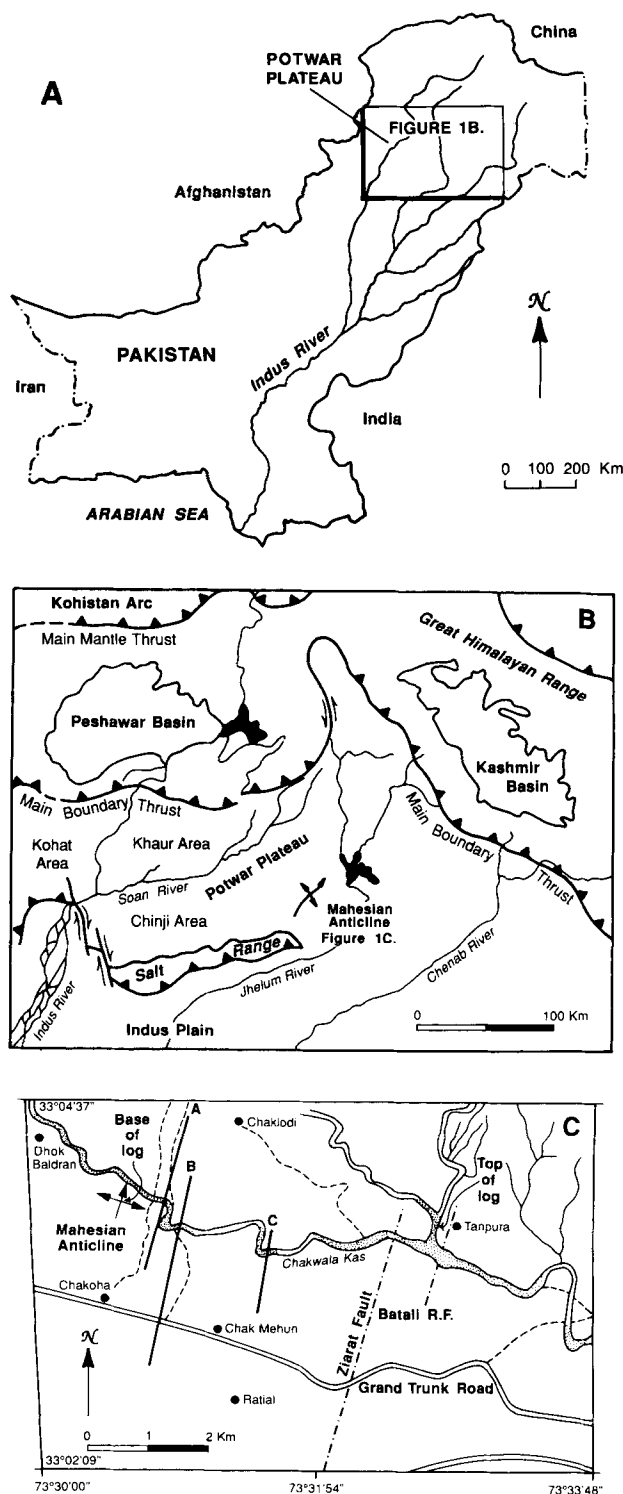 A
China
POTWAR
PLATEAU
FIGURE 1B.
Afghanistan
N
PAKISTAN
Indus River
Iran
India
0 100 200 Km
ARABIAN SEA
B
Kohistan Arc
Main Mantle Thrust
Great Himalayan Range
Peshawar Basin
Kashmir
Basin
Main Boundary Thrust
Main Boundary Thrust
Kohat
Area
Khaur Area
Potwar Plateau
Soan River
Chinji Area
Mahesian
Anticline
Figure 1C.
Salt Range
Jhelum River
Chenab River
Indus River
Indus Plain
0 100 Km
C
33°04'37"
A
Base
of
log
Chaklodi
Dhok
Baldran
B
Top
of
log
Mahesian
Anticline
C
Tanpura
Chakwala Kas
Chakoha
Batali R.F.
Ziarat Fault
Chak Mehun
N
Grand Trunk Road
Ratial
0 1 2 Km
33°02'09"
73°30'00" 73°31'54" 73°33'48"